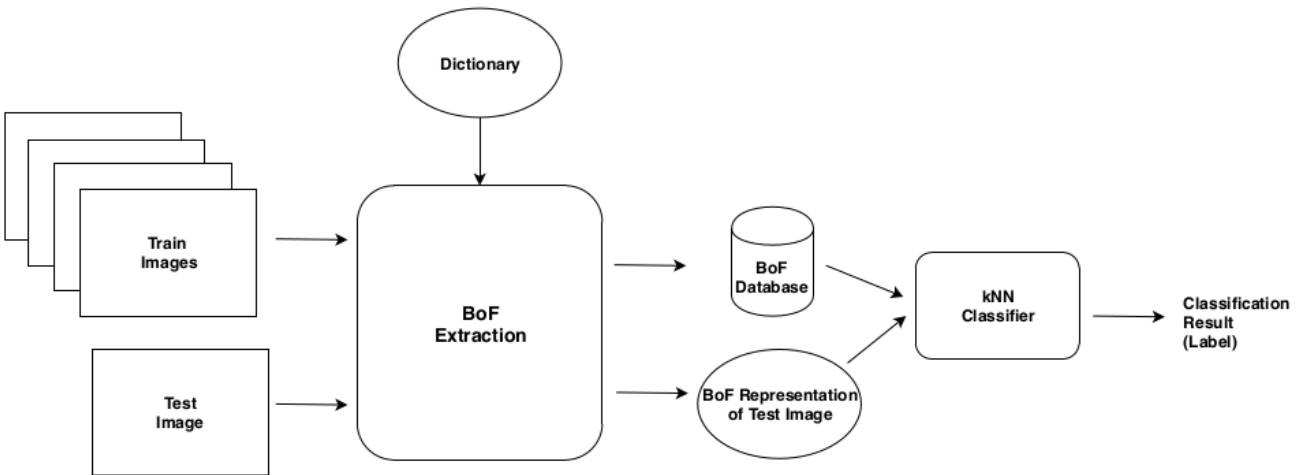 Dictionary
Train
Images
Test
Image
BoF
Extraction
BoF
Database
BoF Representation
of Test Image
kNN
Classifier
Classification
Result
(Label)